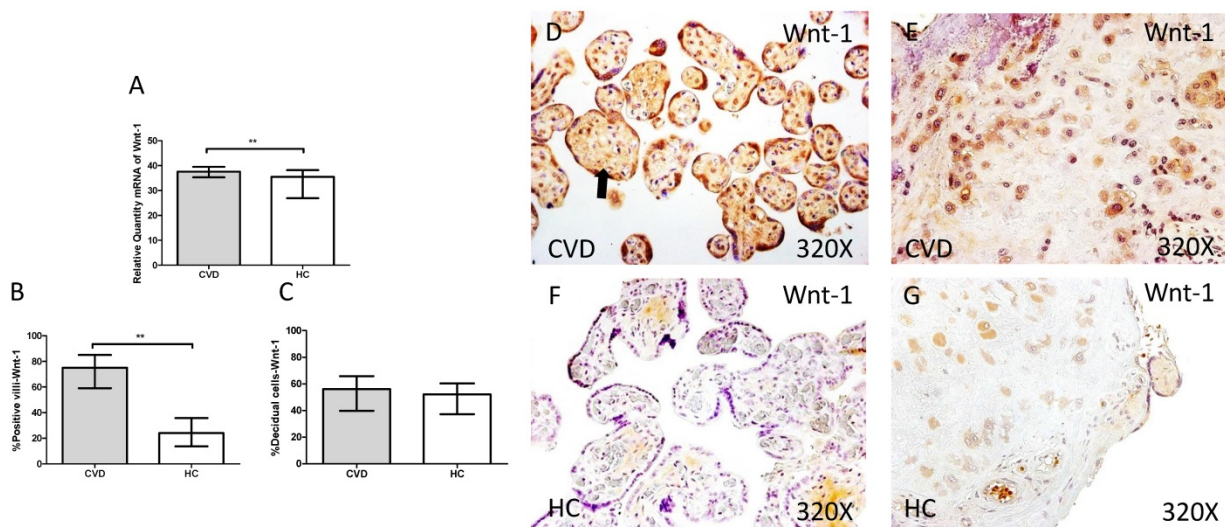 A
Relative Quantity mRNA of Wnt-1
50
40
30
20
10
0
**
CVD
HC
B
%Positive villi-Wnt-1
100
80
60
40
20
0
**
CVD
HC
C
%Decidual cells-Wnt-1
100
80
60
40
20
0
CVD
HC
D
Wnt-1
CVD
320X
E
Wnt-1
CVD
320X
F
Wnt-1
HC
320X
G
Wnt-1
HC
320X